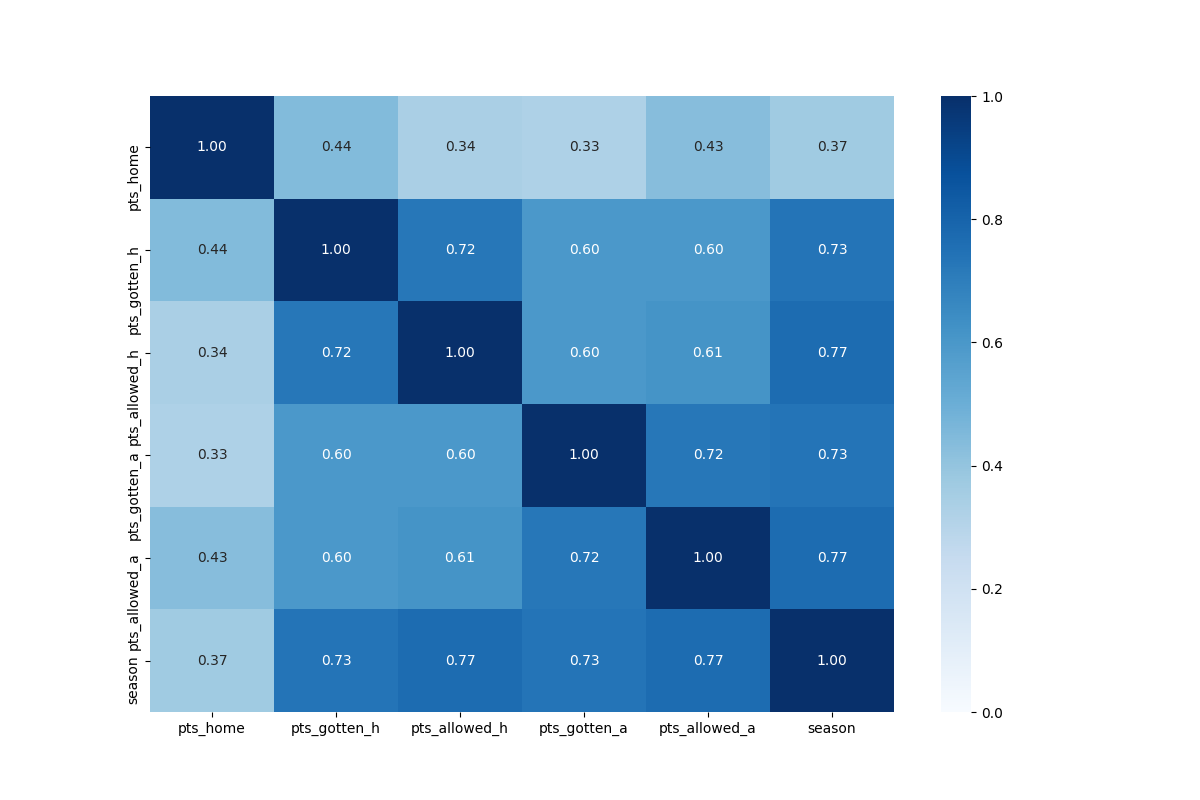 pts_home 1.00 0.44 0.34 0.33 0.43 0.37
pts_gotten_h 0.44 1.00 0.72 0.60 0.60 0.73
pts_allowed_h 0.34 0.72 1.00 0.60 0.61 0.77
pts_gotten_a 0.33 0.60 0.60 1.00 0.72 0.73
pts_allowed_a 0.43 0.60 0.61 0.72 1.00 0.77
season 0.37 0.73 0.77 0.73 0.77 1.00
pts_home pts_gotten_h pts_allowed_h pts_gotten_a pts_allowed_a season
1.0
0.8
0.6
0.4
0.2
0.0